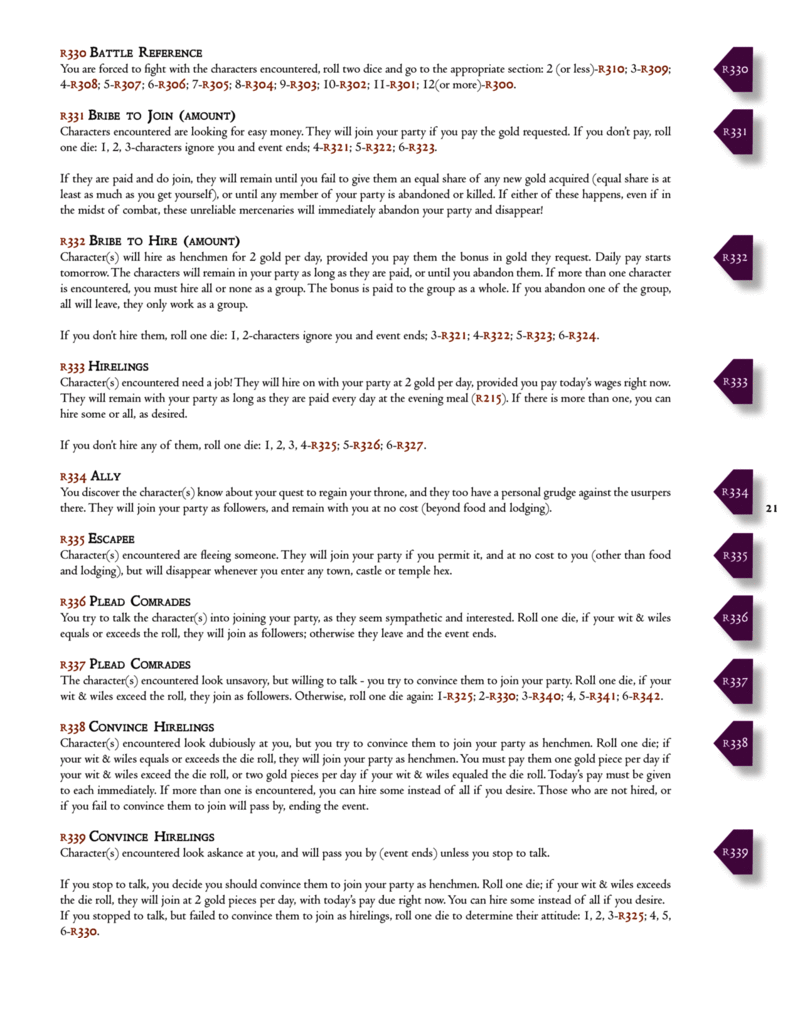 R330 Battle Reference
R330
You are forced to fight with the characters encountered, roll two dice and go to the appropriate section: 2 (or less)-R310; 3-R309;
4-R308; 5-R307; 6-R306; 7-R305; 8-R304; 9-R303; 10-R302; 11-R301; 12(or more)-R300.
R331 Bribe to Join (amount)
R331
Characters encountered are looking for easy money. They will join your party if you pay the gold requested. If you don't pay, roll
one die: 1, 2, 3-characters ignore you and event ends; 4-R321; 5-R322; 6-R323.
If they are paid and do join, they will remain until you fail to give them an equal share of any new gold acquired (equal share is at
least as much as you get yourself), or until any member of your party is abandoned or killed. If either of these happens, even if in
the midst of combat, these unreliable mercenaries will immediately abandon your party and disappear!
R332 Bribe to Hire (amount)
R332
Character(s) will hire as henchmen for 2 gold per day, provided you pay them the bonus in gold they request. Daily pay starts
tomorrow. The characters will remain in your party as long as they are paid, or until you abandon them. If more than one character
is encountered, you must hire all or none as a group. The bonus is paid to the group as a whole. If you abandon one of the group,
all will leave, they only work as a group.
If you don't hire them, roll one die: 1, 2-characters ignore you and event ends; 3-R321; 4-R322; 5-R323; 6-R324.
R333 Hirelings
R333
Character(s) encountered need a job! They will hire on with your party at 2 gold per day, provided you pay today's wages right now.
They will remain with your party as long as they are paid every day at the evening meal (R215). If there is more than one, you can
hire some or all, as desired.
If you don't hire any of them, roll one die: 1, 2, 3, 4-R325; 5-R326; 6-R327.
R334 Ally
R334
You discover the character(s) know about your quest to regain your throne, and they too have a personal grudge against the usurpers
there. They will join your party as followers, and remain with you at no cost (beyond food and lodging).
21
R335 Escapee
R335
Character(s) encountered are fleeing someone. They will join your party if you permit it, and at no cost to you (other than food
and lodging), but will disappear whenever you enter any town, castle or temple hex.
R336 Plead Comrades
R336
You try to talk the character(s) into joining your party, as they seem sympathetic and interested. Roll one die, if your wit & wiles
equals or exceeds the roll, they will join as followers; otherwise they leave and the event ends.
R337 Plead Comrades
R337
The character(s) encountered look unsavory, but willing to talk - you try to convince them to join your party. Roll one die, if your
wit & wiles exceed the roll, they join as followers. Otherwise, roll one die again: 1-R325; 2-R330; 3-R340; 4, 5-R341; 6-R342.
R338 Convince Hirelings
R338
Character(s) encountered look dubiously at you, but you try to convince them to join your party as henchmen. Roll one die; if
your wit & wiles equals or exceeds the die roll, they will join your party as henchmen. You must pay them one gold piece per day if
your wit & wiles exceed the die roll, or two gold pieces per day if your wit & wiles equaled the die roll. Today's pay must be given
to each immediately. If more than one is encountered, you can hire some instead of all if you desire. Those who are not hired, or
if you fail to convince them to join will pass by, ending the event.
R339 Convince Hirelings
R339
Character(s) encountered look askance at you, and will pass you by (event ends) unless you stop to talk.
If you stop to talk, you decide you should convince them to join your party as henchmen. Roll one die; if your wit & wiles exceeds
the die roll, they will join at 2 gold pieces per day, with today's pay due right now. You can hire some instead of all if you desire.
If you stopped to talk, but failed to convince them to join as hirelings, roll one die to determine their attitude: 1, 2, 3-R325; 4, 5,
6-R330.